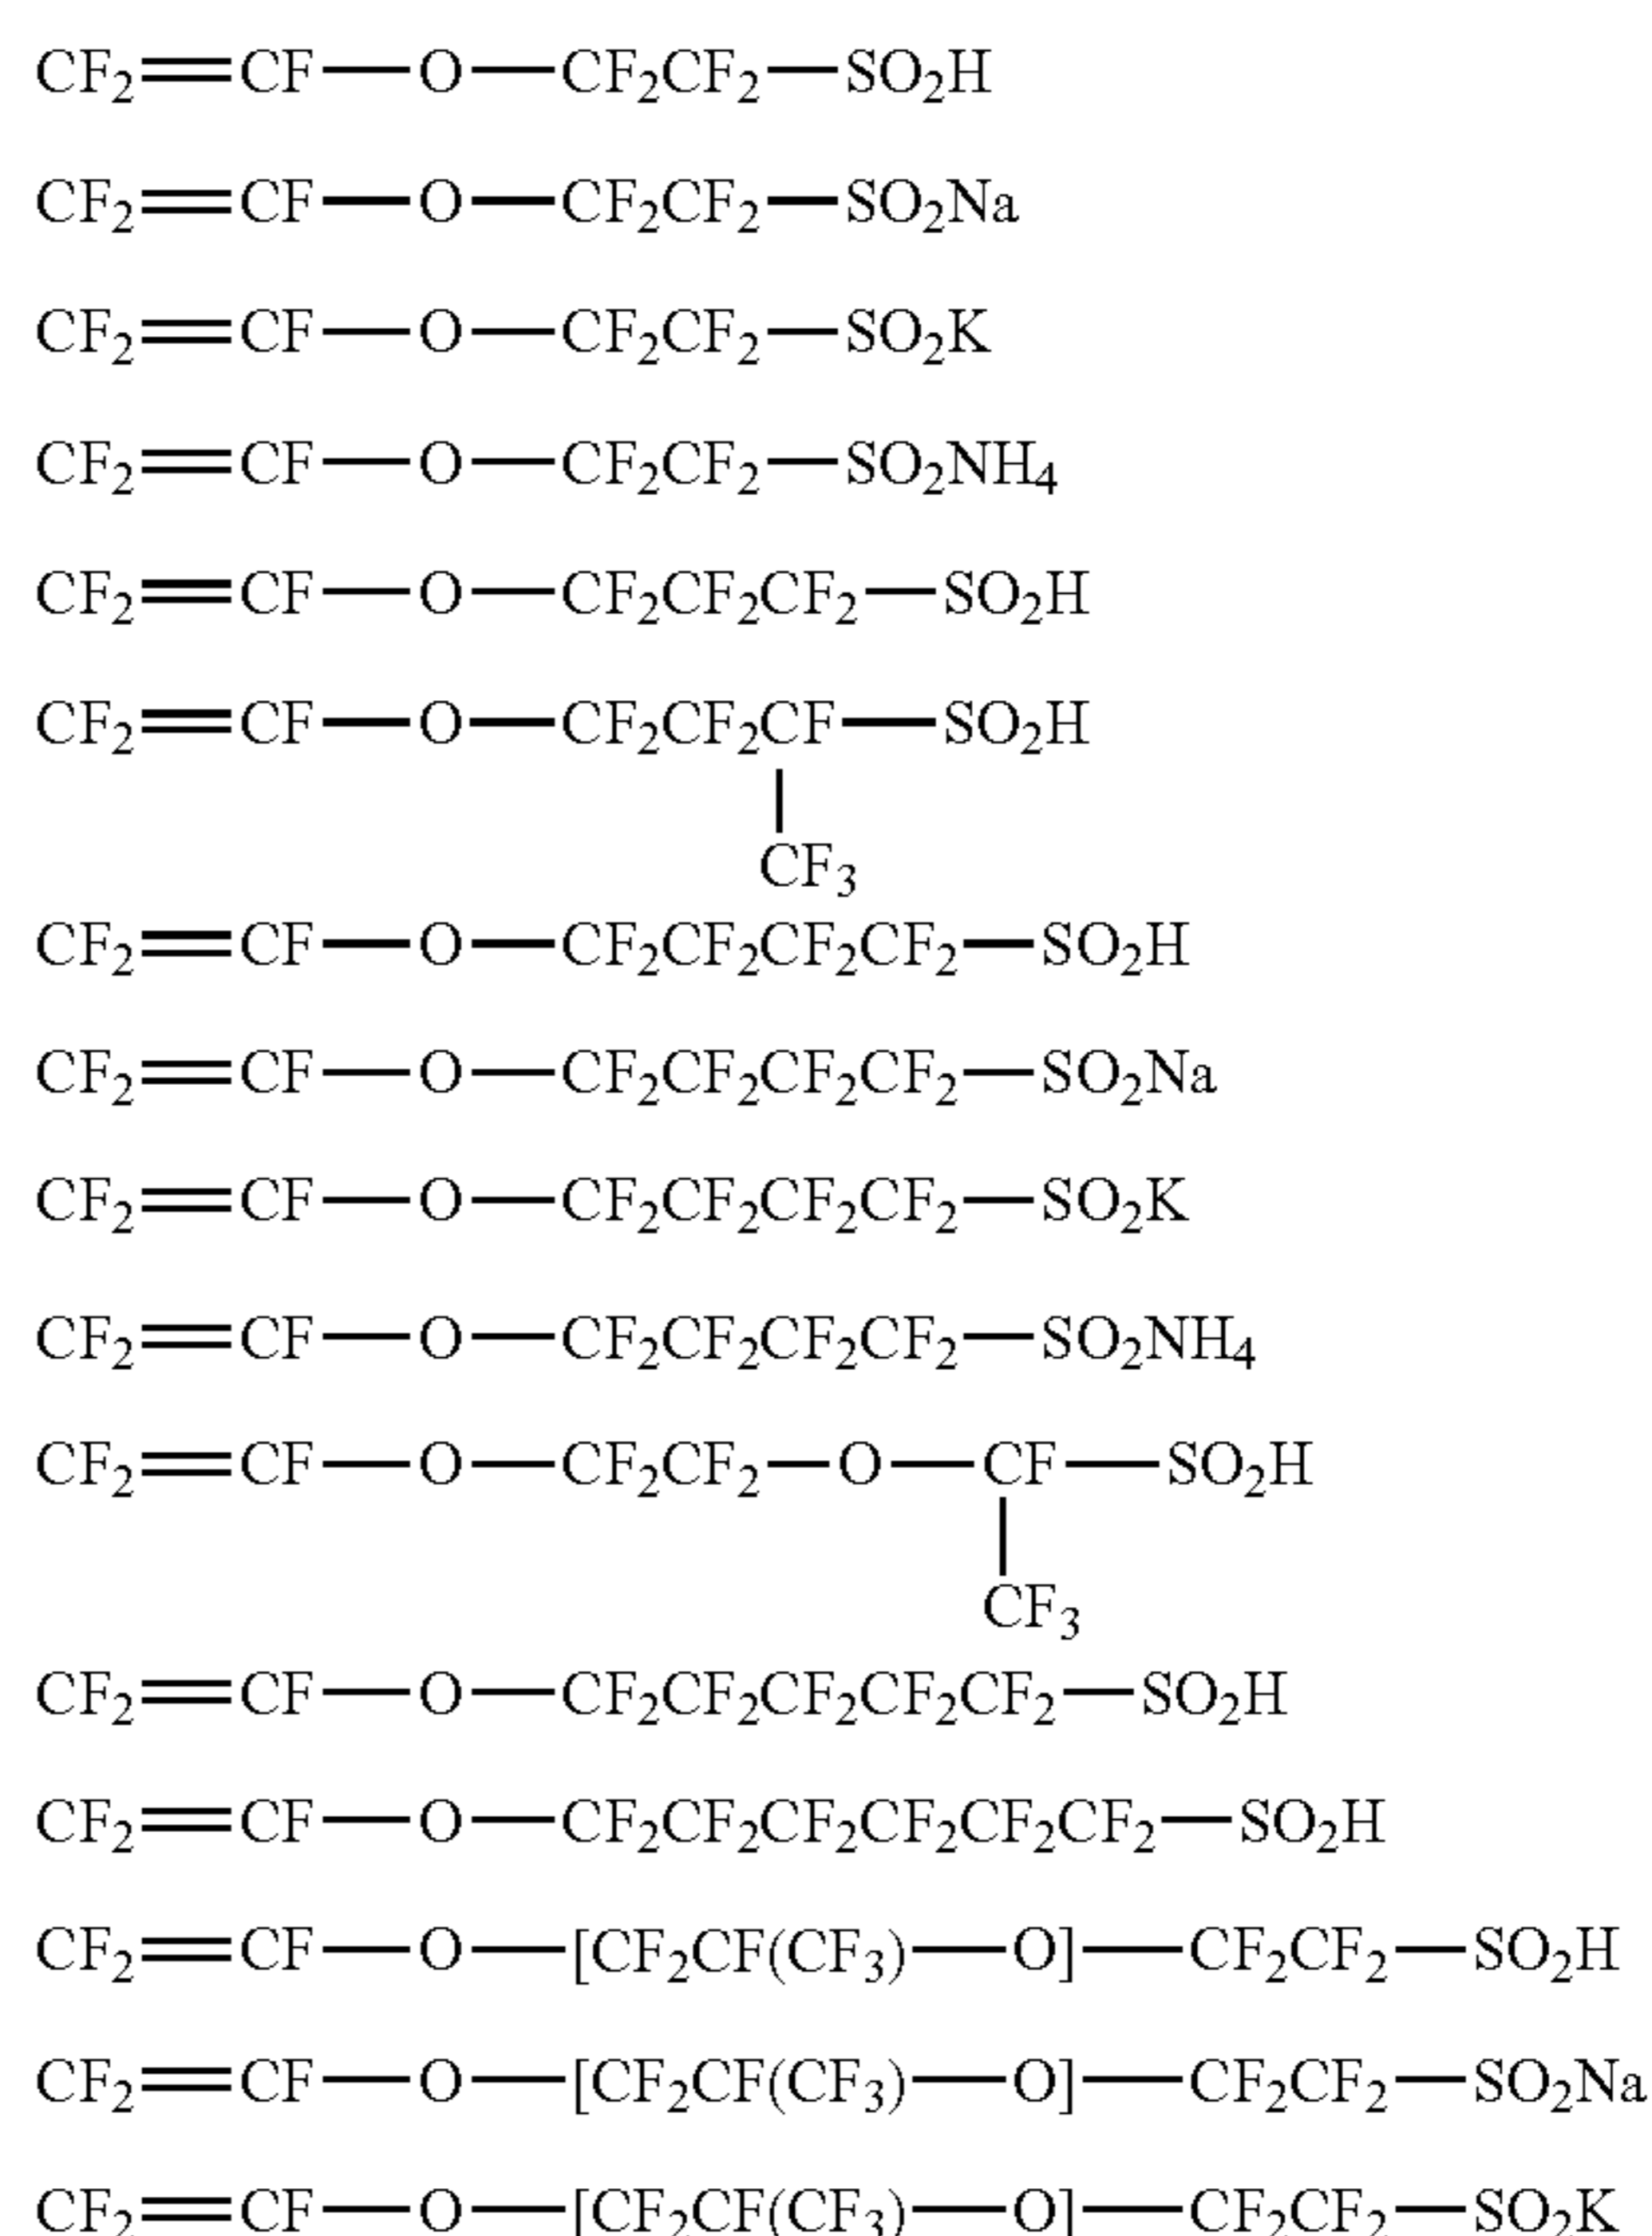 CF₂═CF—O—CF₂CF₂—SO₂H
CF₂═CF—O—CF₂CF₂—SO₂Na
CF₂═CF—O—CF₂CF₂—SO₂K
CF₂═CF—O—CF₂CF₂—SO₂NH₄
CF₂═CF—O—CF₂CF₂CF₂—SO₂H
CF₂═CF—O—CF₂CF₂CF—SO₂H
CF₃
CF₂═CF—O—CF₂CF₂CF₂CF₂—SO₂H
CF₂═CF—O—CF₂CF₂CF₂CF₂—SO₂Na
CF₂═CF—O—CF₂CF₂CF₂CF₂—SO₂K
CF₂═CF—O—CF₂CF₂CF₂CF₂—SO₂NH₄
CF₂═CF—O—CF₂CF₂—O—CF—SO₂H
CF₃
CF₂═CF—O—CF₂CF₂CF₂CF₂CF₂—SO₂H
CF₂═CF—O—CF₂CF₂CF₂CF₂CF₂CF₂—SO₂H
CF₂═CF—O—[CF₂CF(CF₃)—O]—CF₂CF₂—SO₂H
CF₂═CF—O—[CF₂CF(CF₃)—O]—CF₂CF₂—SO₂Na
CF₂═CF—O—[CF₂CF(CF₃)—O]—CF₂CF₂—SO₂K